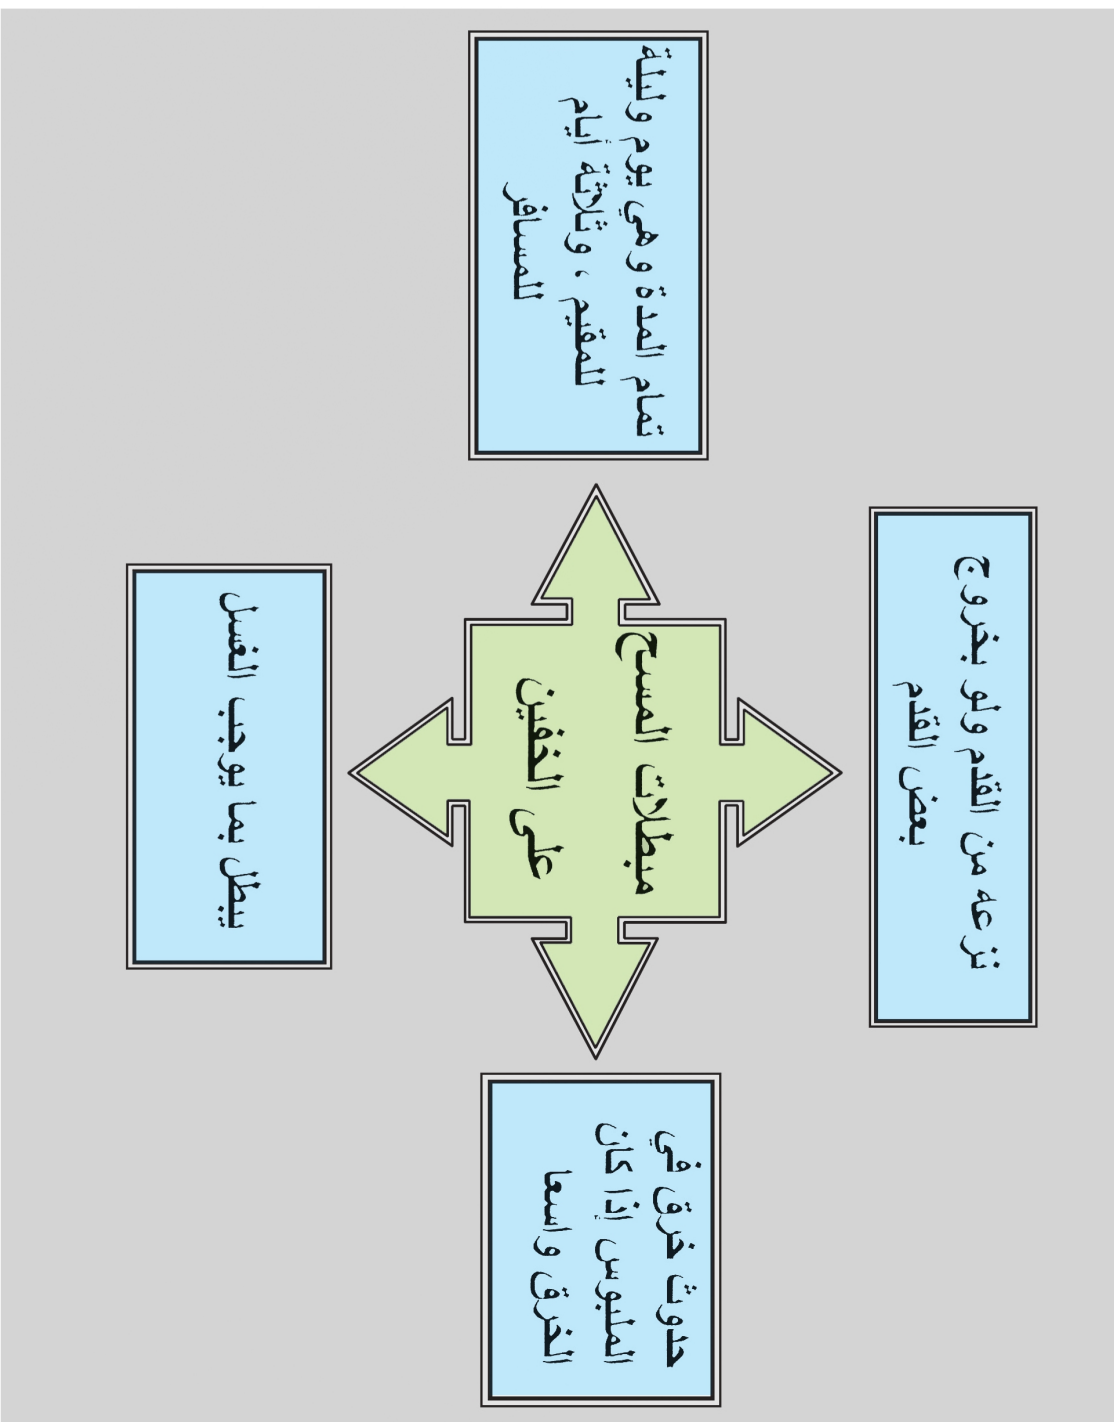 نزعه من القدم ولو بخروج
بعض القدم
حدوث خرق في
الملبوس إذا كان
الخرق واسعا
مبطلات المسح
على الخفين
تمام المدة وهي يوم وليلة
للمقيم ، وثلاثة أيام
للمسافر
يبطل بما يوجب الغسل